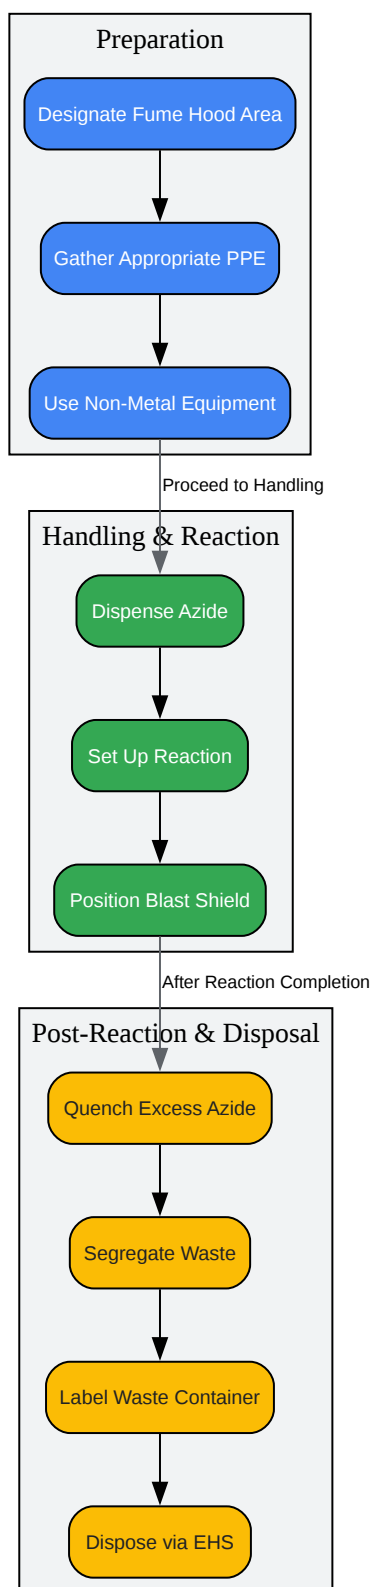 Preparation
Designate Fume Hood Area
Gather Appropriate PPE
Use Non-Metal Equipment
Proceed to Handling
Handling & Reaction
Dispense Azide
Set Up Reaction
Position Blast Shield
After Reaction Completion
Post-Reaction & Disposal
Quench Excess Azide
Segregate Waste
Label Waste Container
Dispose via EHS